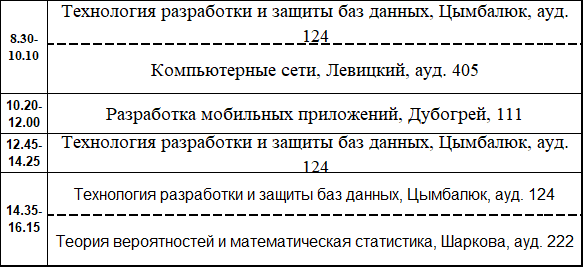 8.30-
10.10
Технология разработки и защиты баз данных, Цымбалюк, ауд.
124
Компьютерные сети, Левицкий, ауд. 405
10.20-
12.00
Разработка мобильных приложений, Дубогрей, 111
12.45-
14.25
Технология разработки и защиты баз данных, Цымбалюк, ауд.
124
14.35-
16.15
Технология разработки и защиты баз данных, Цымбалюк, ауд. 124
Теория вероятностей и математическая статистика, Шаркова, ауд. 222